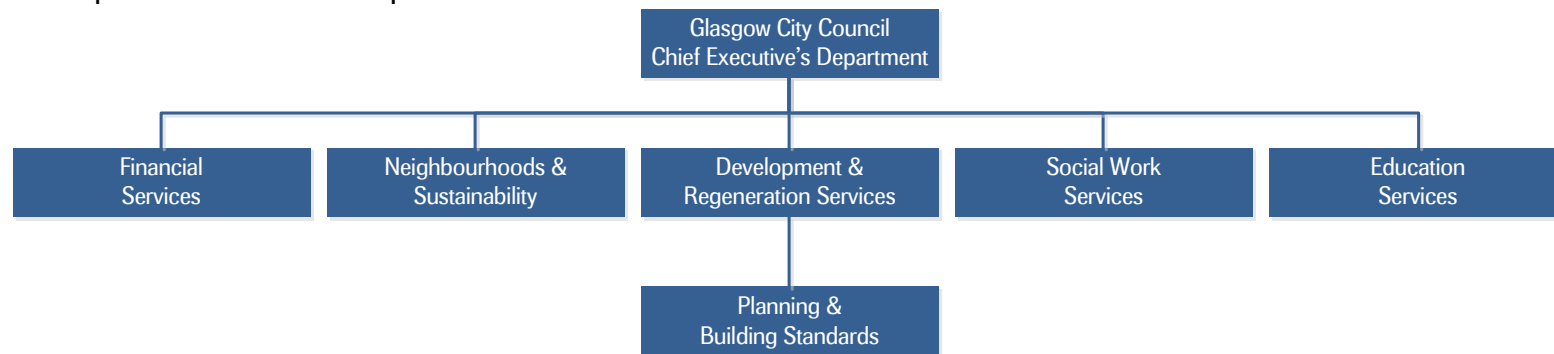 Glasgow City Council
Chief Executive's Department
Financial
Services
Neighbourhoods &
Sustainability
Development &
Regeneration Services
Social Work
Services
Education
Services
Planning &
Building Standards